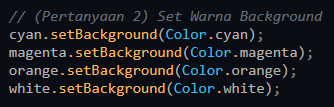 // (Pertanyaan 2) Set Warna Background
cyan.setBackground(Color.cyan);
magenta.setBackground(Color.magenta);
orange.setBackground(Color.orange);
white.setBackground(Color.white);